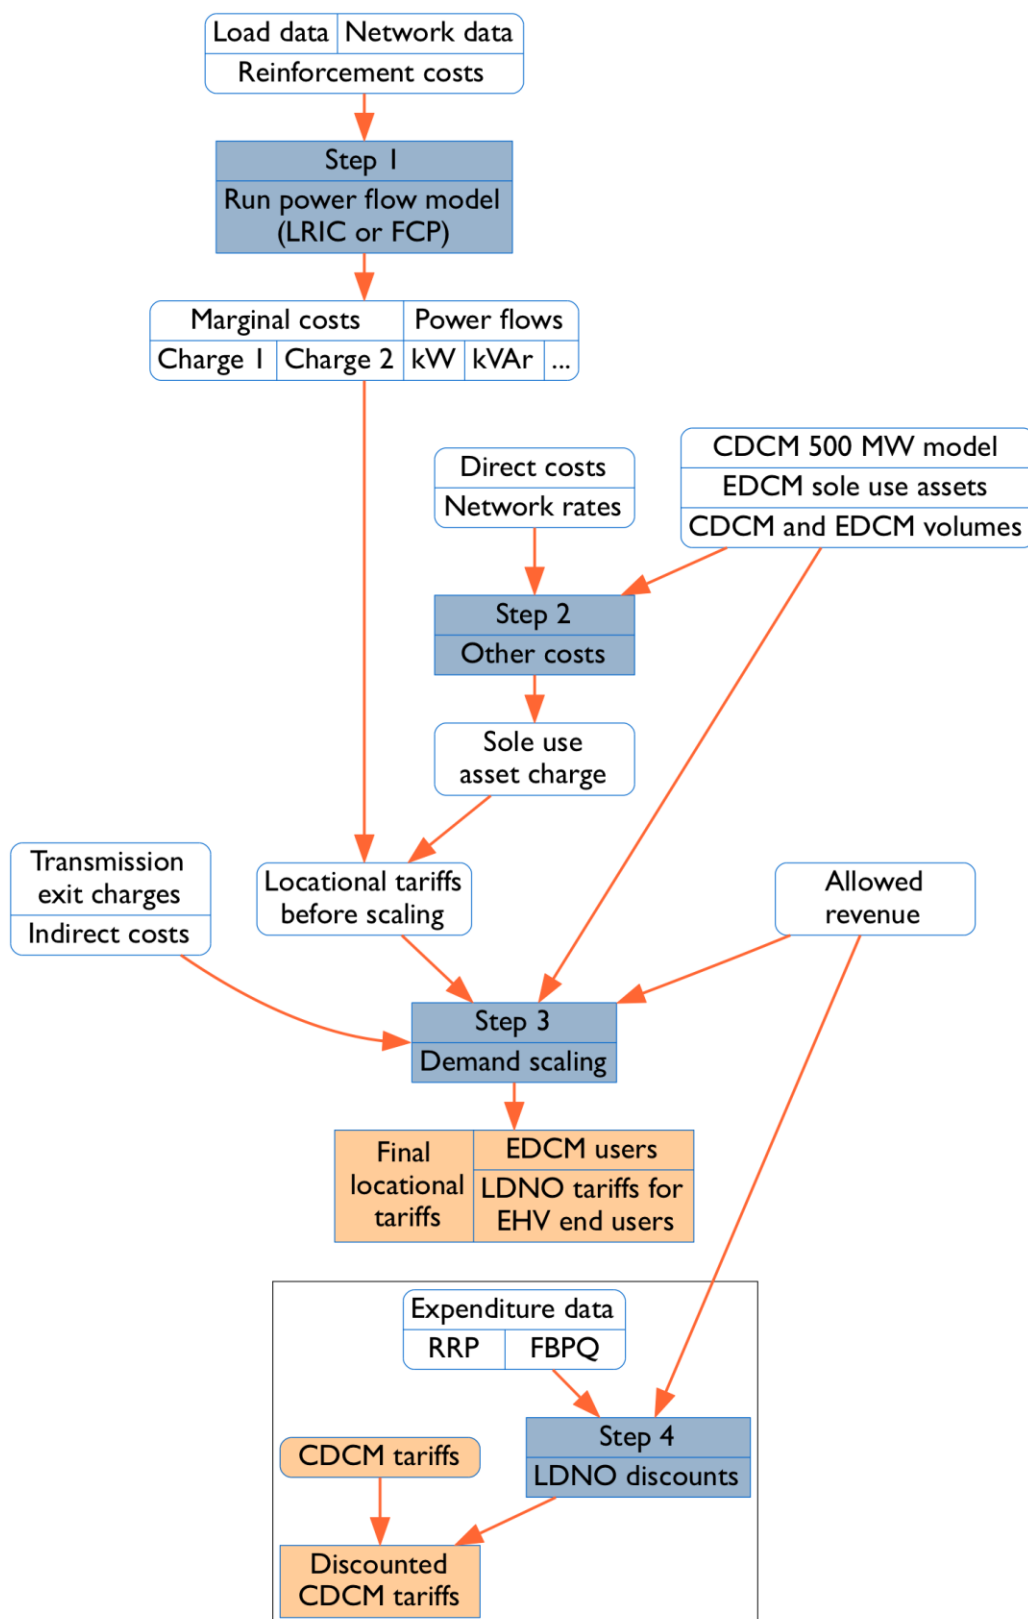 Load data
Network data
Reinforcement costs
Step 1
Run power flow model
(LRIC or FCP)
Marginal costs
Power flows
Charge 1
Charge 2
kW
kVAr
...
Direct costs
Network rates
CDCM 500 MW model
EDCM sole use assets
CDCM and EDCM volumes
Step 2
Other costs
Sole use
asset charge
Transmission
exit charges
Indirect costs
Locational tariffs
before scaling
Allowed
revenue
Step 3
Demand scaling
Final
locational
tariffs
EDCM users
LDNO tariffs for
EHV end users
Expenditure data
RRP
FBPQ
Step 4
LDNO discounts
CDCM tariffs
Discounted
CDCM tariffs